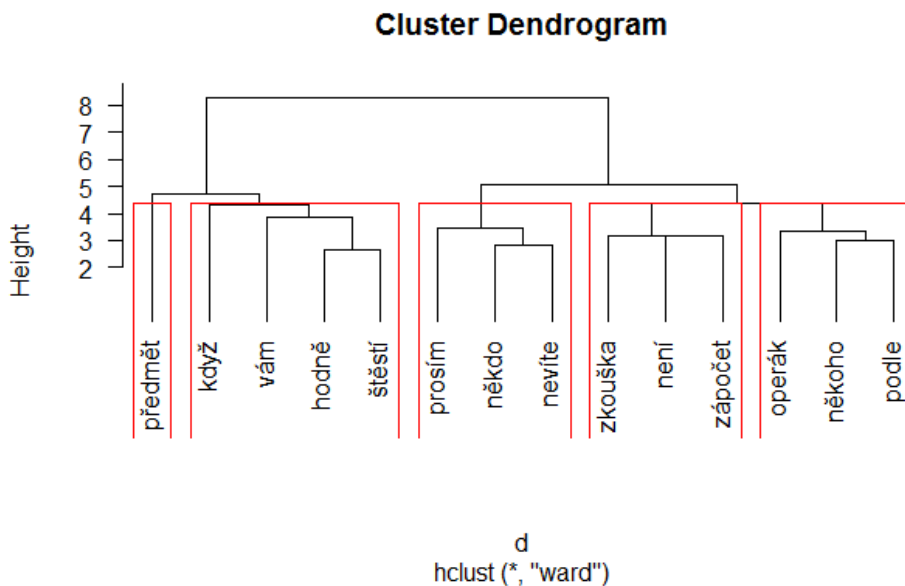 Cluster Dendrogram
Height
8
7
6
5
4
3
2
předmět
když
vám
hodně
štěstí
prosím
někdo
nevíte
zkouška
není
zápočet
operák
někoho
podle
d
hclust (*, "ward")